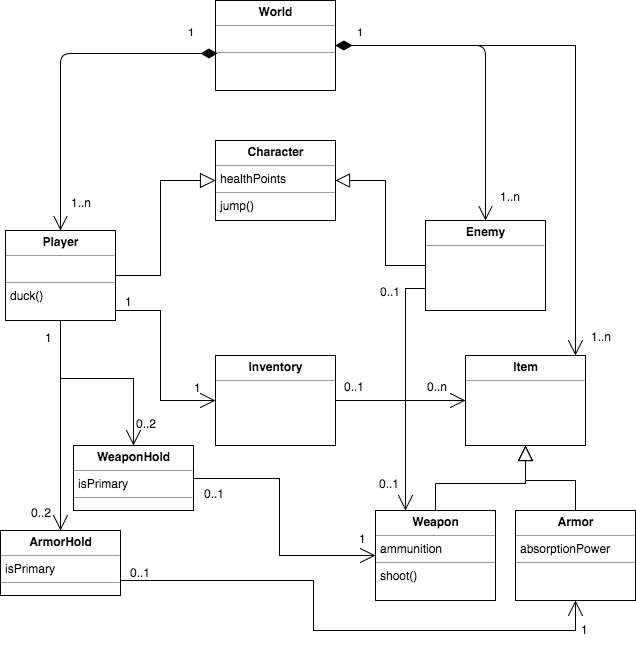 World
1
1
Character
healthPoints
jump()
1..n
1..n
Player
duck()
Enemy
1
0..1
1
1..n
Inventory
Item
1
0..1
0..n
0..2
WeaponHold
isPrimary
0..1
0..1
0..2
Weapon
ammunition
shoot()
Armor
absorptionPower
1
ArmorHold
isPrimary
0..1
1